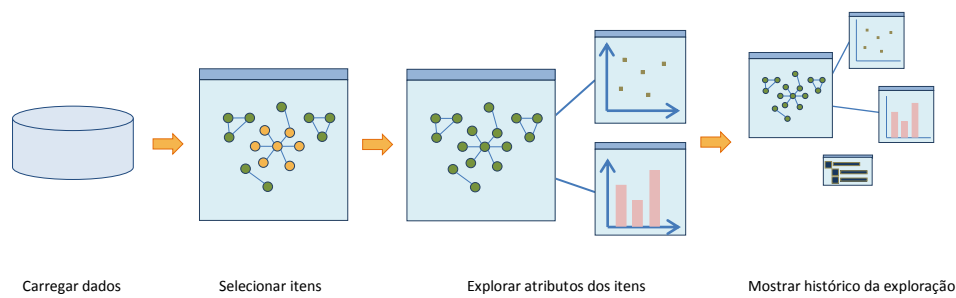 Carregar dados
Selecionar itens
Explorar atributos dos itens
Mostrar histórico da exploração